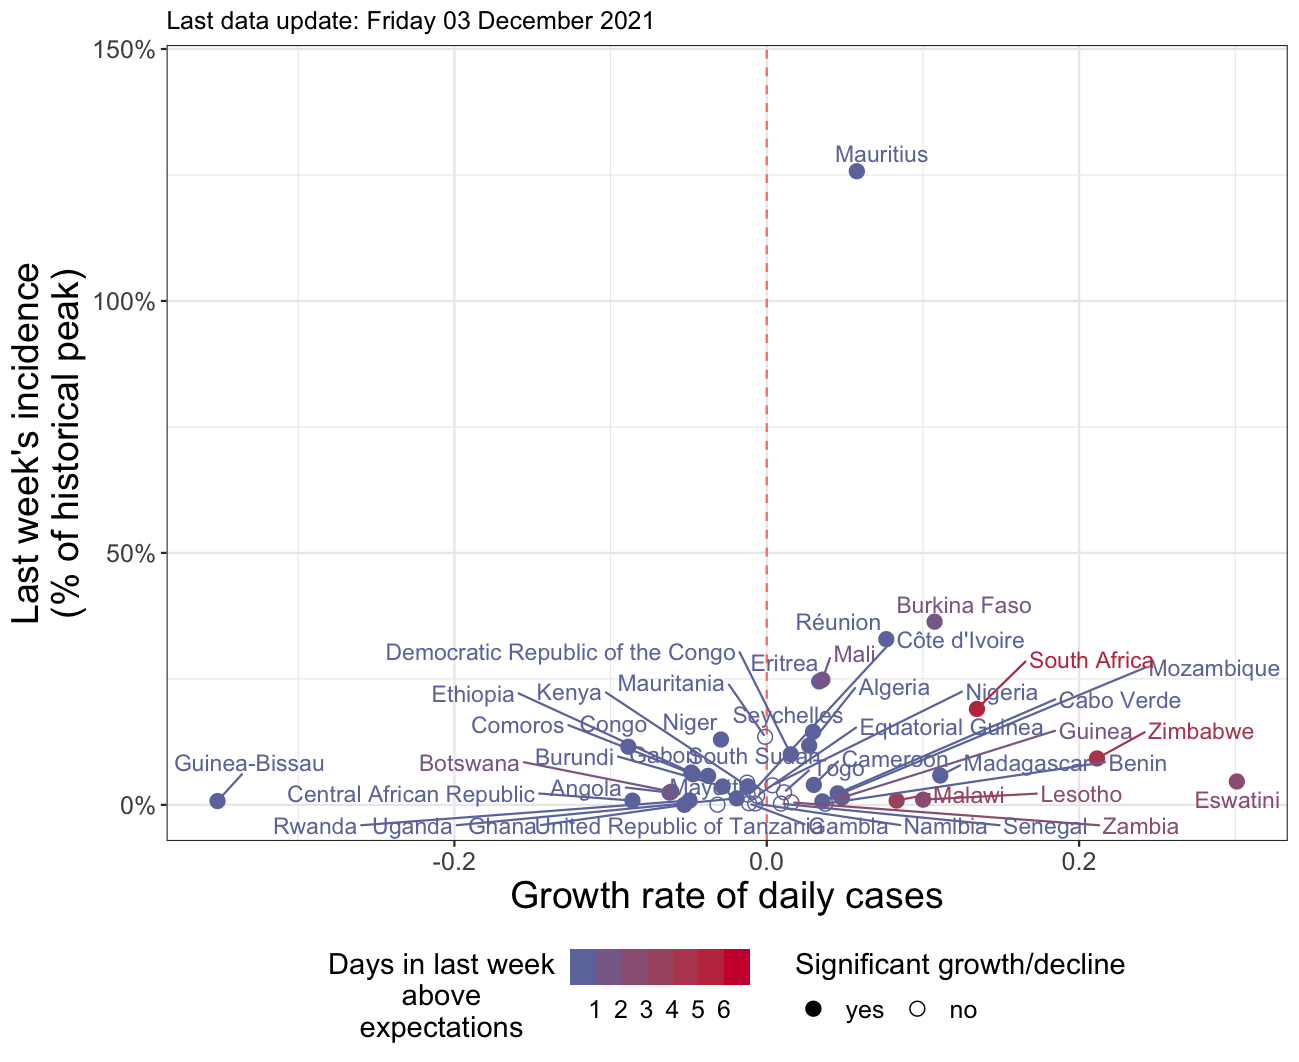 Last data update: Friday 03 December 2021
Last week's incidence
(% of historical peak)
150%
100%
50%
0%
Mauritius
Burkina Faso
Réunion
Côte d'Ivoire
Democratic Republic of the Congo
Eritrea
Mali
South Africa
Mozambique
Ethiopia
Kenya
Mauritania
Algeria
Nigeria
Cabo Verde
Comoros
Congo
Niger
Seychelles
Equatorial Guinea
Guinea
Zimbabwe
Guinea-Bissau
Botswana
Burundi
Gabon
South Sudan
Cameroon
Togo
Madagascar
Benin
Central African Republic
Angola
Mayotte
Malawi
Lesotho
Eswatini
Rwanda
Uganda
Ghana
United Republic of Tanzania
Gambia
Namibia
Senegal
Zambia
-0.2
0.0
0.2
Growth rate of daily cases
Days in last week
above
expectations
1 2 3 4 5 6
Significant growth/decline
yes
no